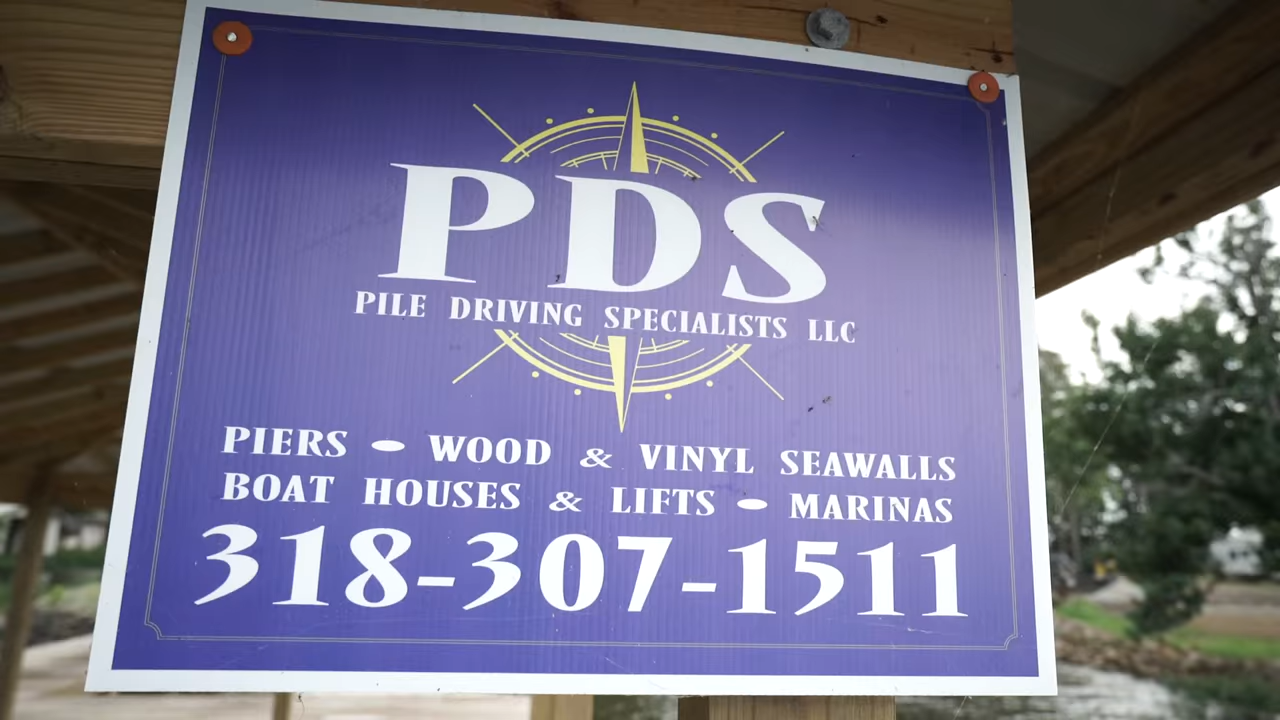 PDS
PILE DRIVING SPECIALISTS LLC
PIERS • WOOD & VINYL SEAWALLS
BOAT HOUSES & LIFTS • MARINAS
318-307-1511